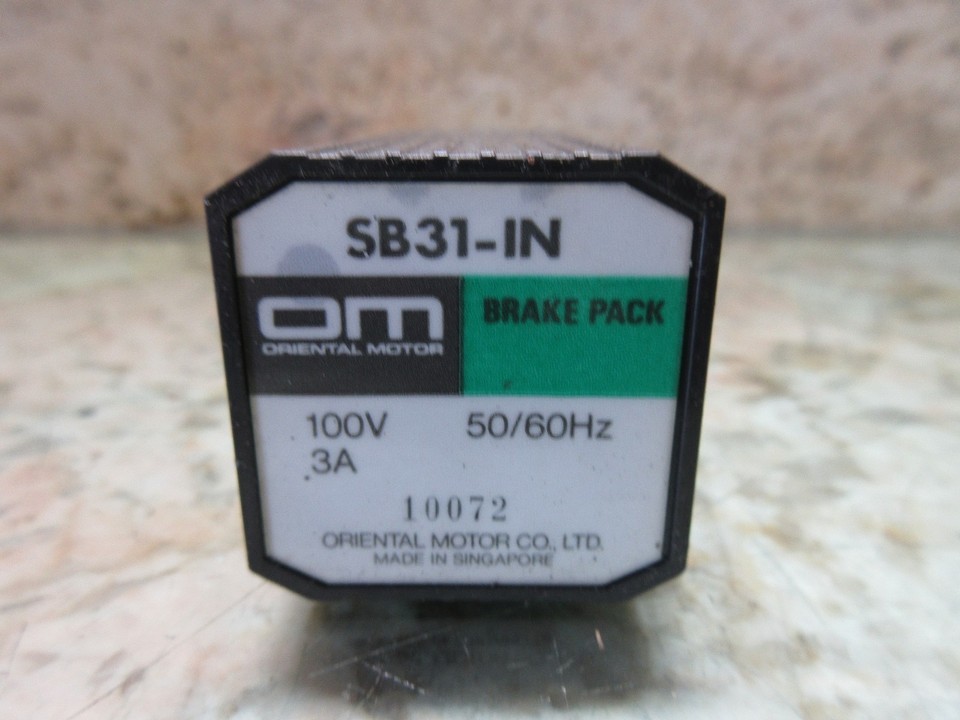 SB31-IN
om
ORIENTAL MOTOR
BRAKE PACK
100V 50/60Hz
3A
10072
ORIENTAL MOTOR CO., LTD.
MADE IN SINGAPORE